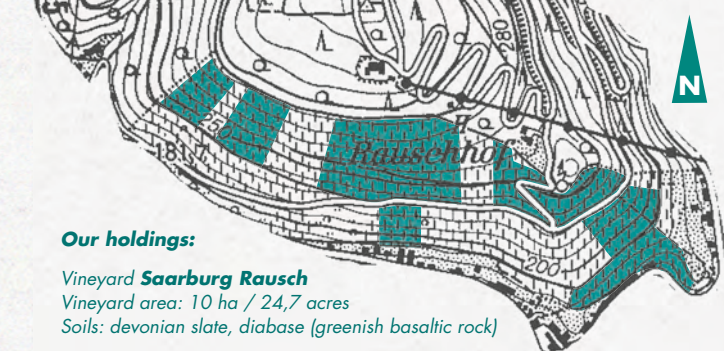 280
N
250
181,7
Rauschhof
200
Our holdings:
Vineyard Saarburg Rausch
Vineyard area: 10 ha / 24,7 acres
Soils: devonian slate, diabase (greenish basaltic rock)